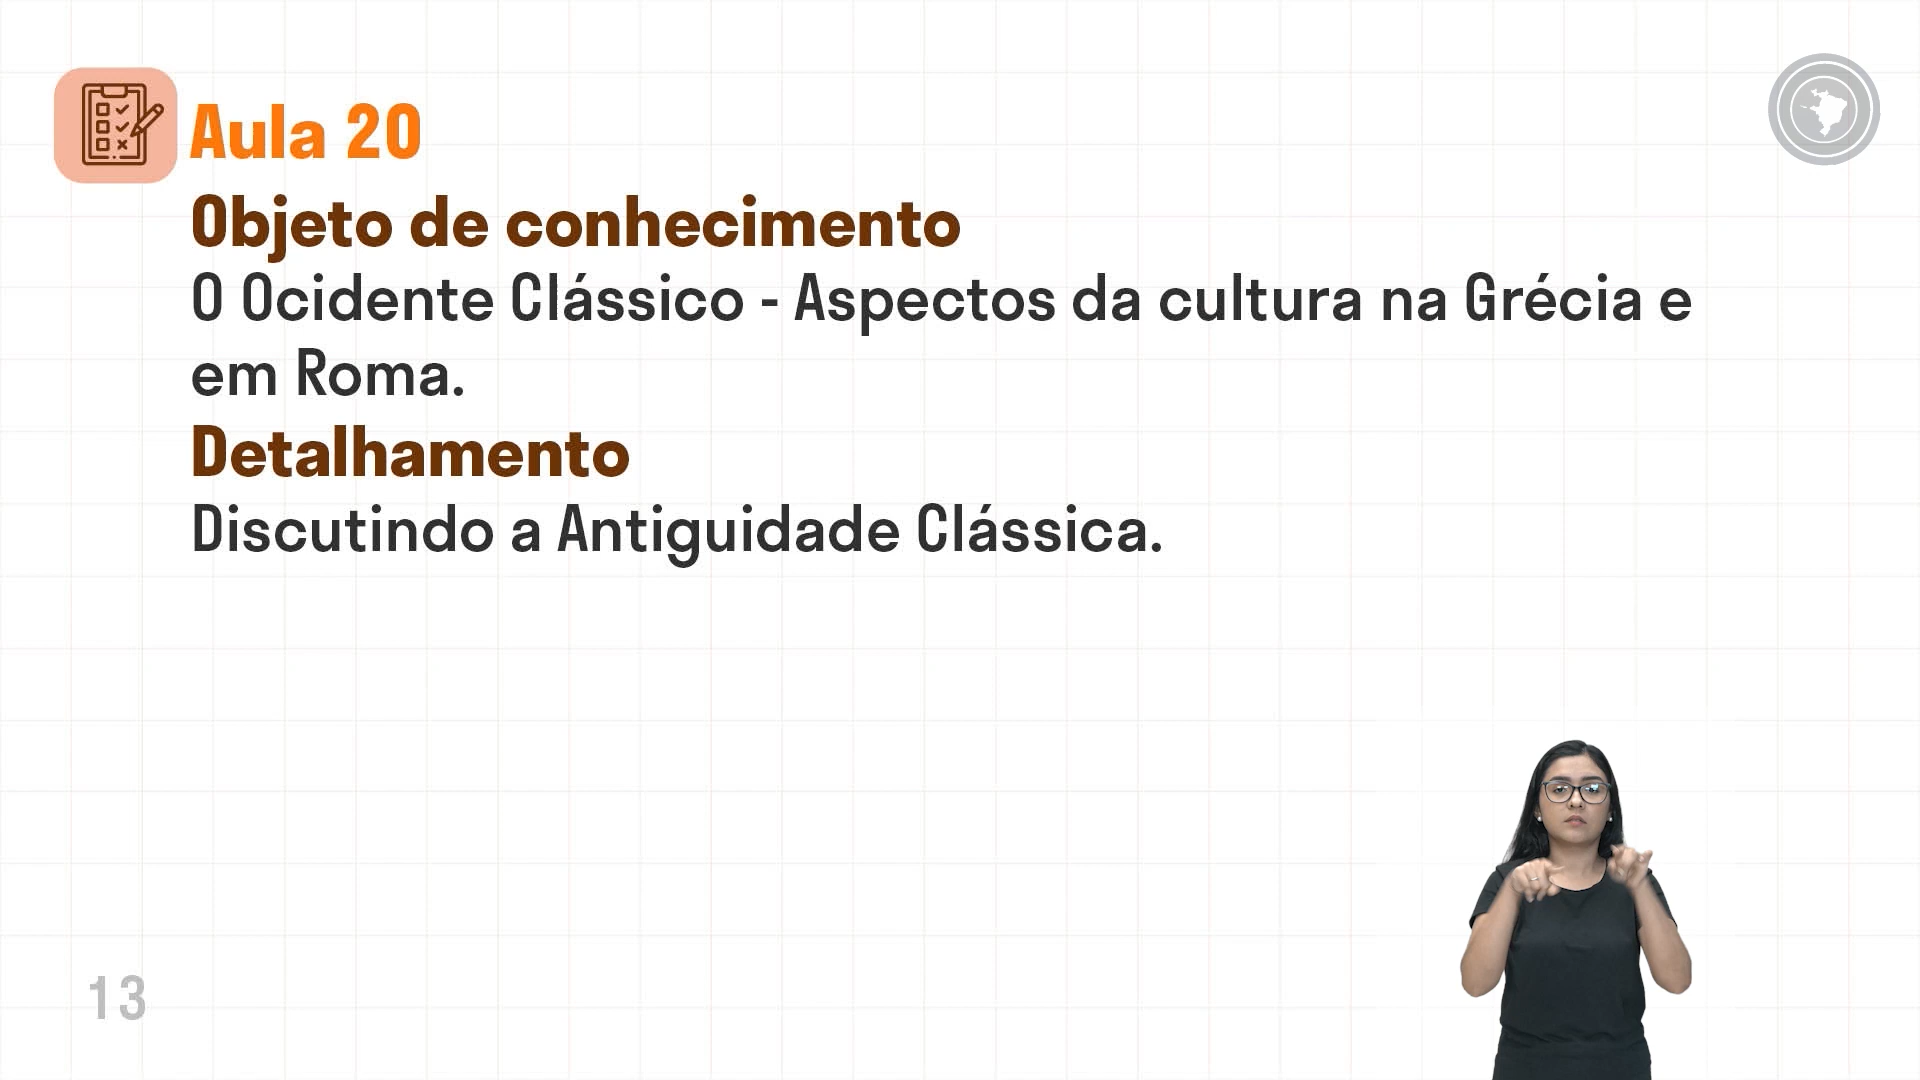 Aula 20
Objeto de conhecimento
O Ocidente Clássico - Aspectos da cultura na Grécia e
em Roma.
Detalhamento
Discutindo a Antiguidade Clássica.
13